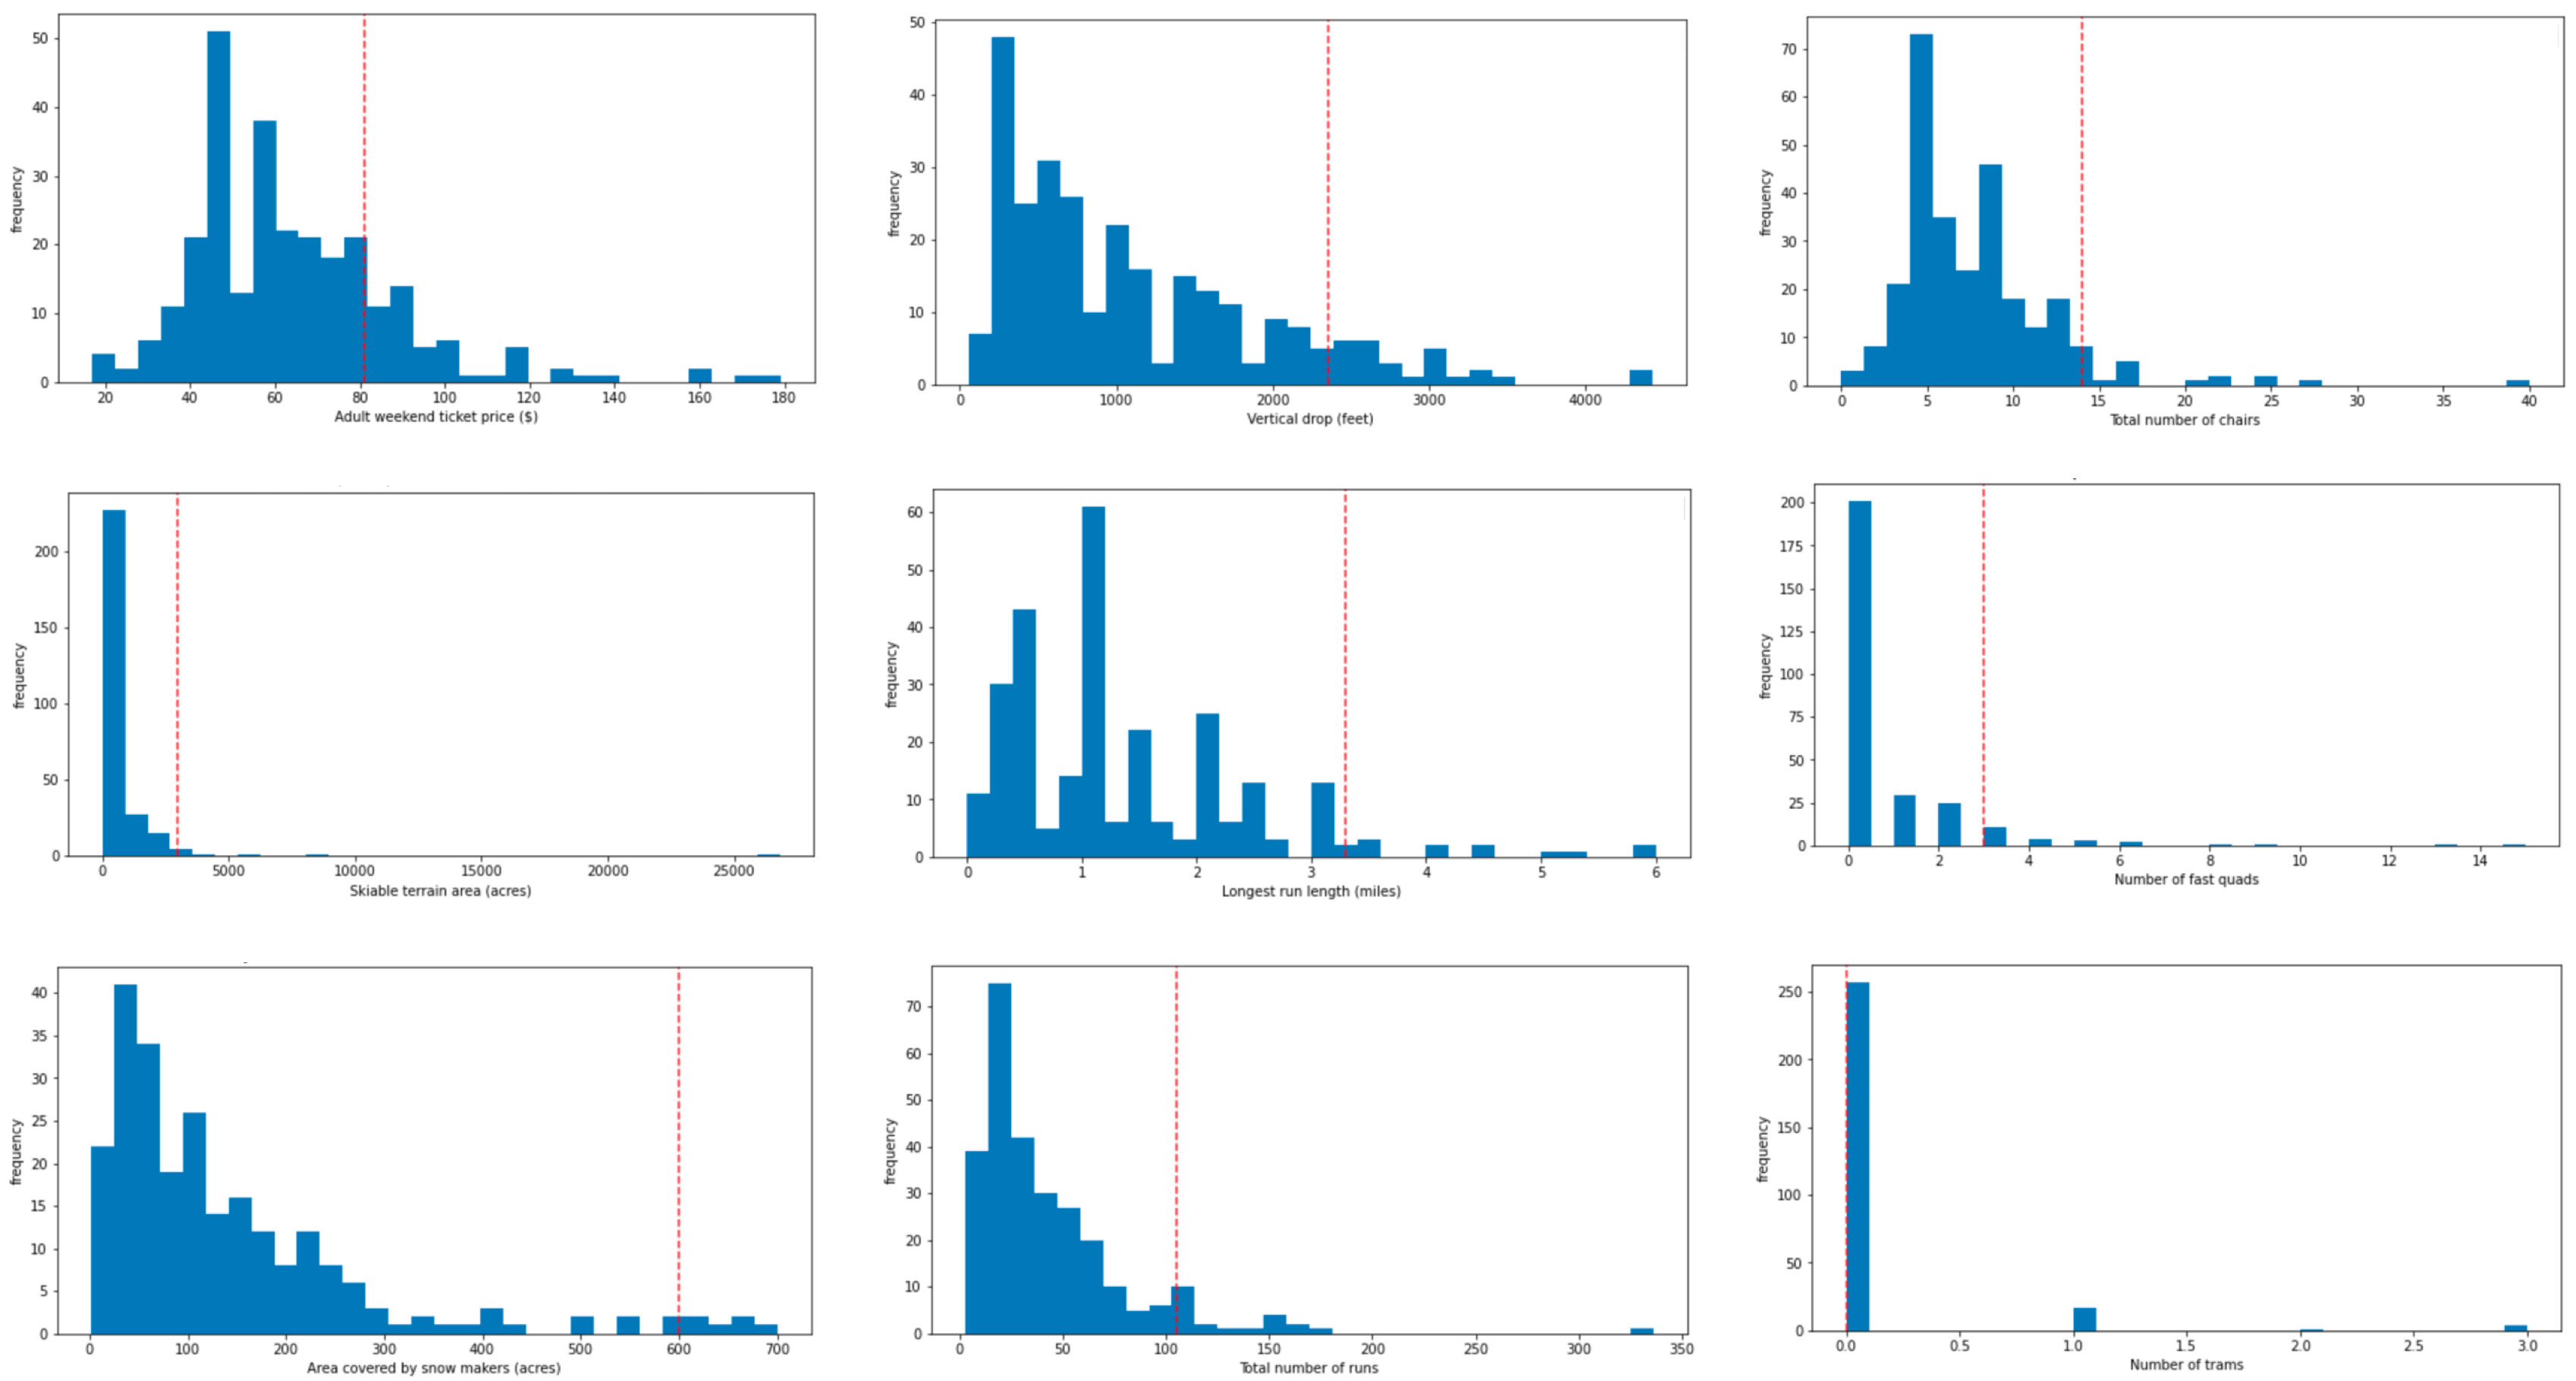 50
40
30
20
10
0
frequency
20 40 60 80 100 120 140 160 180
Adult weekend ticket price ($)
50
40
30
20
10
0
frequency
0 1000 2000 3000 4000
Vertical drop (feet)
70
60
50
40
30
20
10
0
frequency
0 5 10 15 20 25 30 35 40
Total number of chairs
200
150
100
50
0
frequency
0 5000 10000 15000 20000 25000
Skiable terrain area (acres)
60
50
40
30
20
10
0
frequency
0 1 2 3 4 5 6
Longest run length (miles)
200
175
150
125
100
75
50
25
0
frequency
0 2 4 6 8 10 12 14
Number of fast quads
40
35
30
25
20
15
10
5
0
frequency
0 100 200 300 400 500 600 700
Area covered by snow makers (acres)
70
60
50
40
30
20
10
0
frequency
0 50 100 150 200 250 300 350
Total number of runs
250
200
150
100
50
0
frequency
0.0 0.5 1.0 1.5 2.0 2.5 3.0
Number of trams